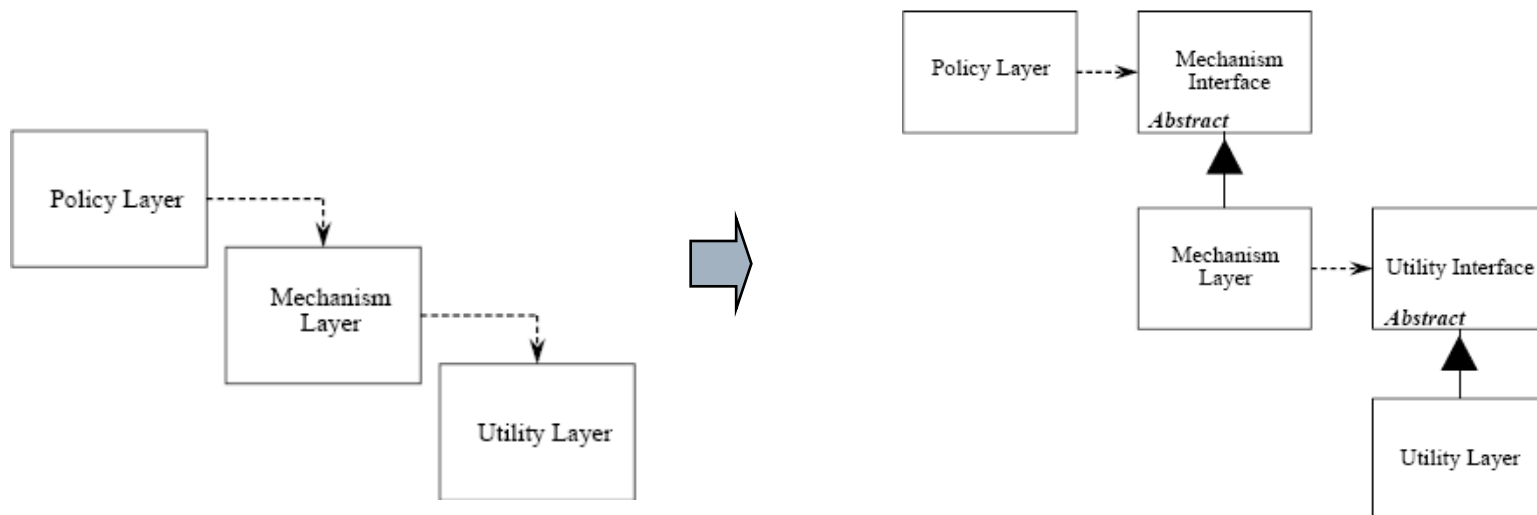 Policy Layer
Mechanism
Layer
Utility Layer
Policy Layer
Mechanism
Interface
Abstract
Mechanism
Layer
Utility Interface
Abstract
Utility Layer